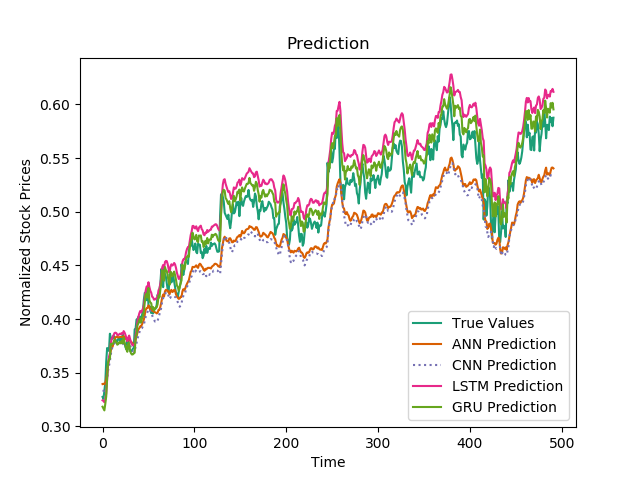 Prediction
Normalized Stock Prices
0.60
0.55
0.50
0.45
0.40
0.35
0.30
True Values
ANN Prediction
CNN Prediction
LSTM Prediction
GRU Prediction
0 100 200 300 400 500
Time